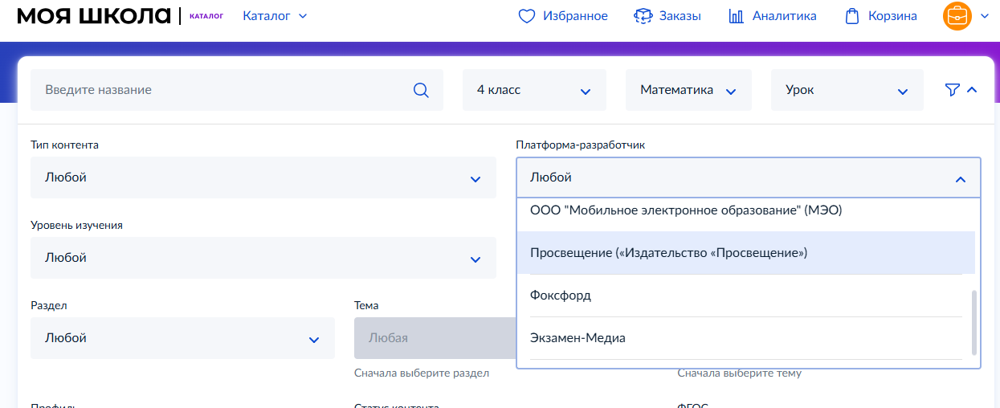 МОЯ ШКОЛА | КАТАЛОГ Каталог Избранное Заказы Аналитика Корзина
Введите название 4 класс Математика Урок
Тип контента Платформа-разработчик
Любой Любой
ООО "Мобильное электронное образование" (МЭО)
Уровень изучения
Любой Просвещение («Издательство «Просвещение»)
Фоксфорд
Раздел Тема
Любой Любая Экзамен-Медиа
Сначала выберите раздел Сначала выберите тему
Профиль Статус контента ФГОС